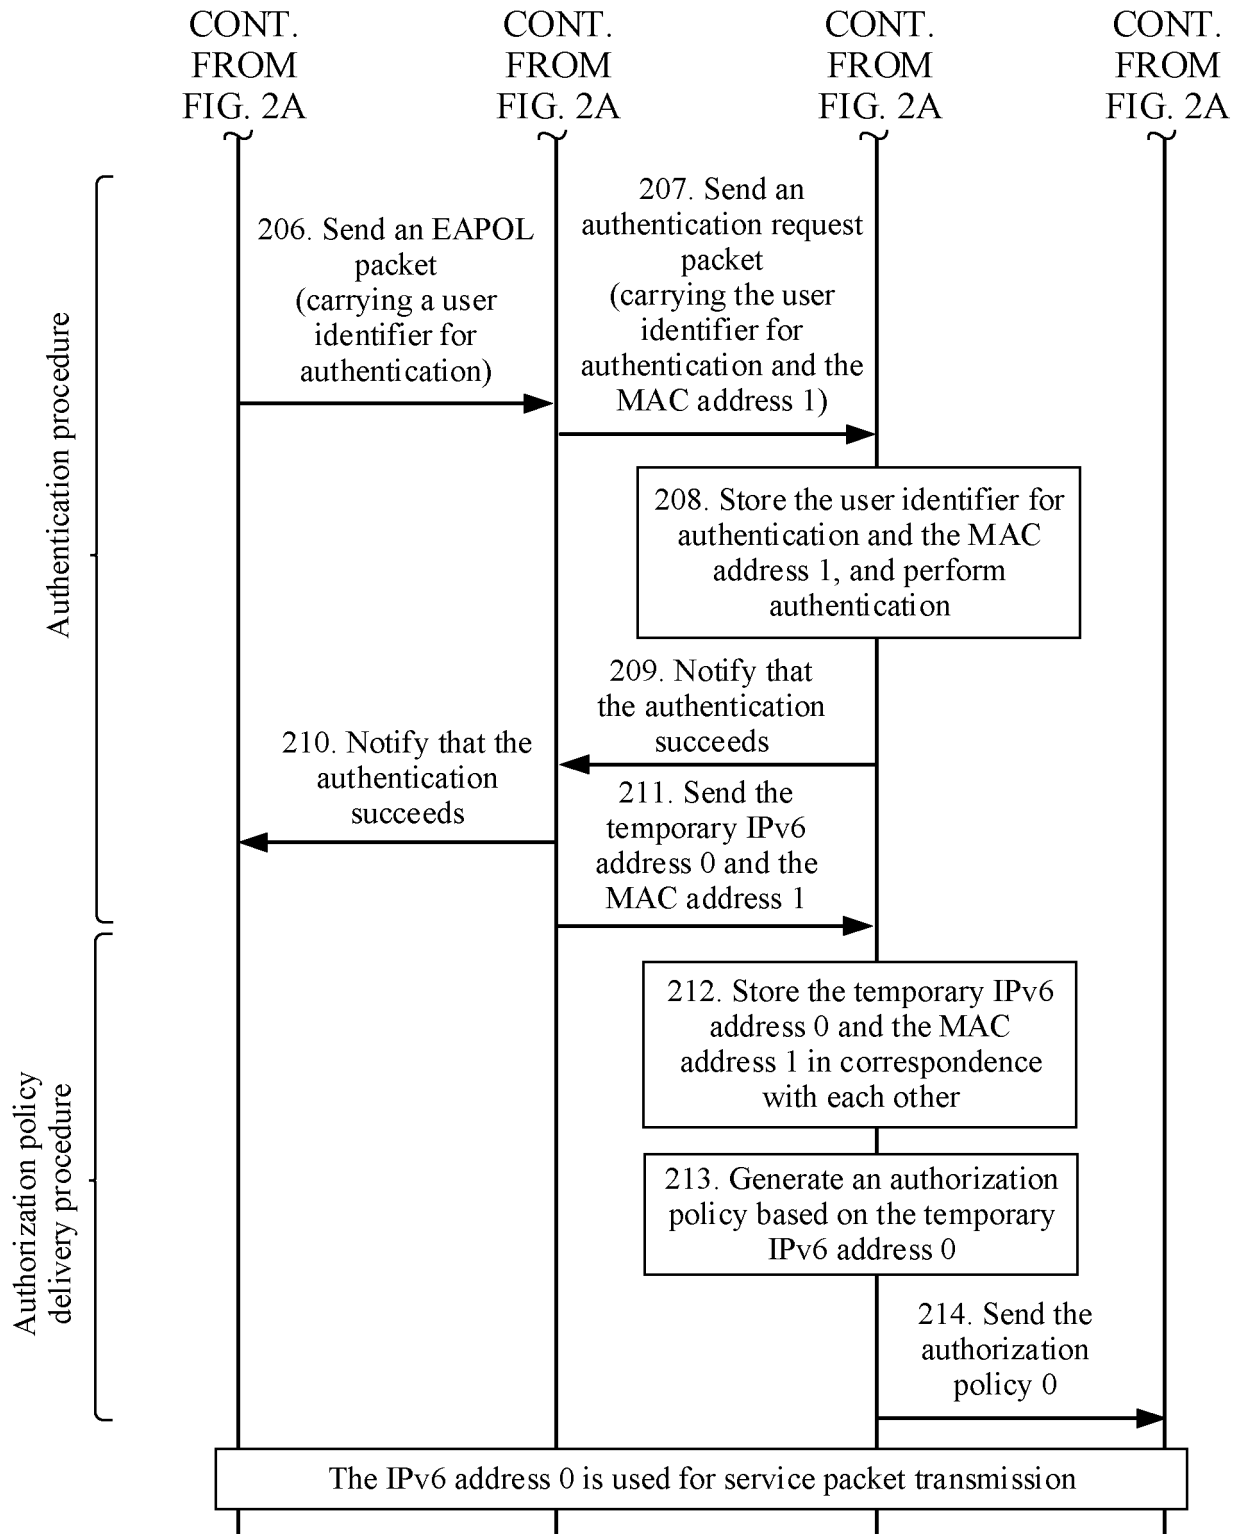 CONT.
FROM
FIG. 2A
CONT.
FROM
FIG. 2A
CONT.
FROM
FIG. 2A
CONT.
FROM
FIG. 2A
Authentication procedure
206. Send an EAPOL
packet
(carrying a user
identifier for
authentication)
207. Send an
authentication request
packet
(carrying the user
identifier for
authentication and the
MAC address 1)
208. Store the user identifier for
authentication and the MAC
address 1, and perform
authentication
209. Notify that
the authentication
succeeds
210. Notify that the
authentication
succeeds
211. Send the
temporary IPv6
address 0 and the
MAC address 1
Authorization policy
delivery procedure
212. Store the temporary IPv6
address 0 and the MAC
address 1 in correspondence
with each other
213. Generate an authorization
policy based on the temporary
IPv6 address 0
214. Send the
authorization
policy 0
The IPv6 address 0 is used for service packet transmission